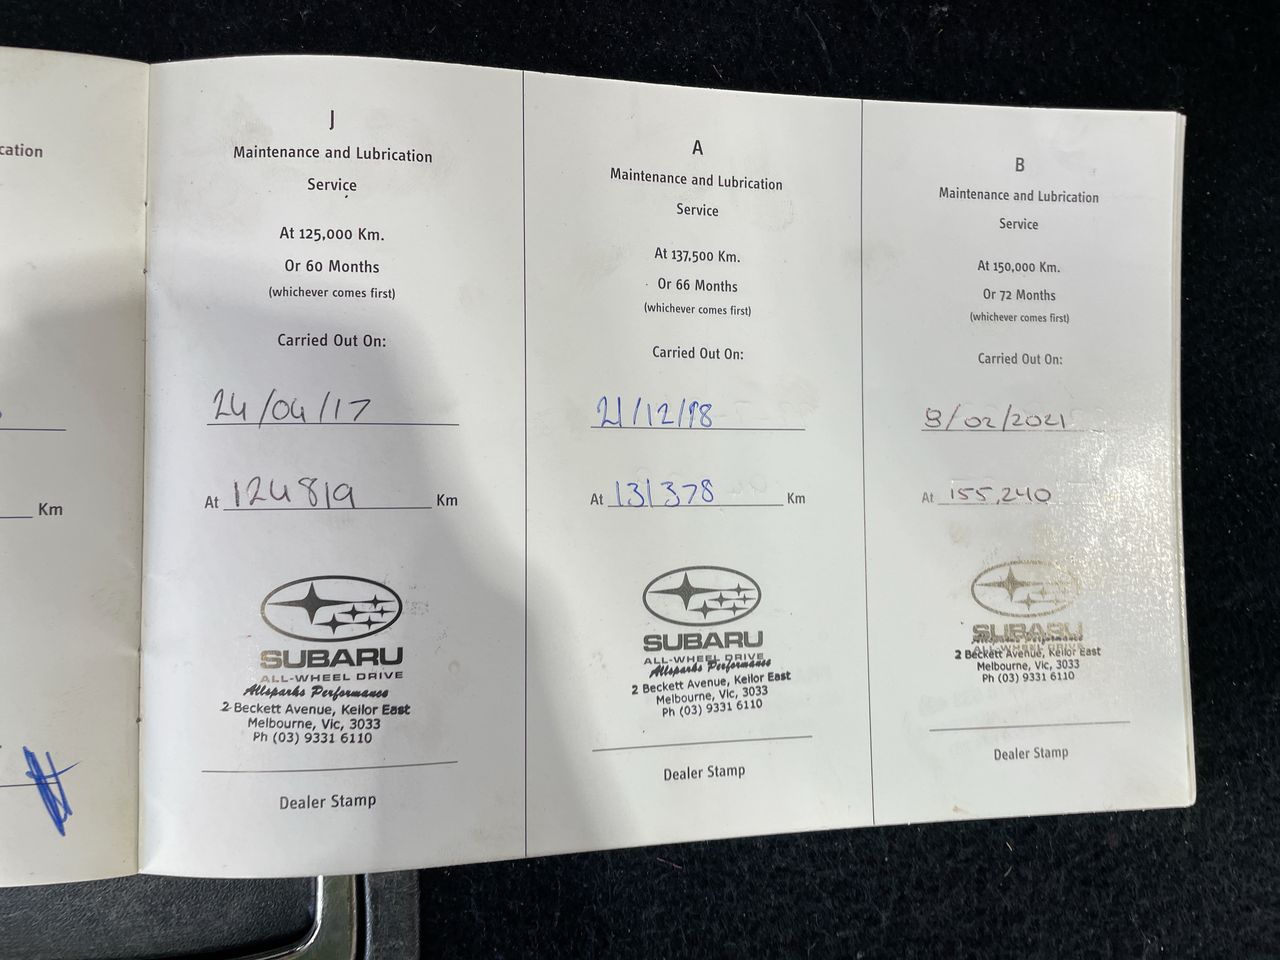 cation
Km
J
Maintenance and Lubrication
Service
At 125,000 Km.
Or 60 Months
(whichever comes first)
Carried Out On:
24/04/17
At 124819 Km
SUBARU
ALL-WHEEL DRIVE
Allsparks Performance
2 Beckett Avenue, Keilor East
Melbourne, Vic, 3033
Ph (03) 9331 6110
Dealer Stamp
A
Maintenance and Lubrication
Service
At 137,500 Km.
Or 66 Months
(whichever comes first)
Carried Out On:
21/12/18
At 131378 Km
SUBARU
ALL-WHEEL DRIVE
Allsparks Performance
2 Beckett Avenue, Keilor East
Melbourne, Vic, 3033
Ph (03) 9331 6110
Dealer Stamp
B
Maintenance and Lubrication
Service
At 150,000 Km.
Or 72 Months
(whichever comes first)
Carried Out On:
8/02/2021
At 155,240
SUBARU
ALL-WHEEL DRIVE
Allsparks Performance
2 Beckett Avenue, Keilor East
Melbourne, Vic, 3033
Ph (03) 9331 6110
Dealer Stamp